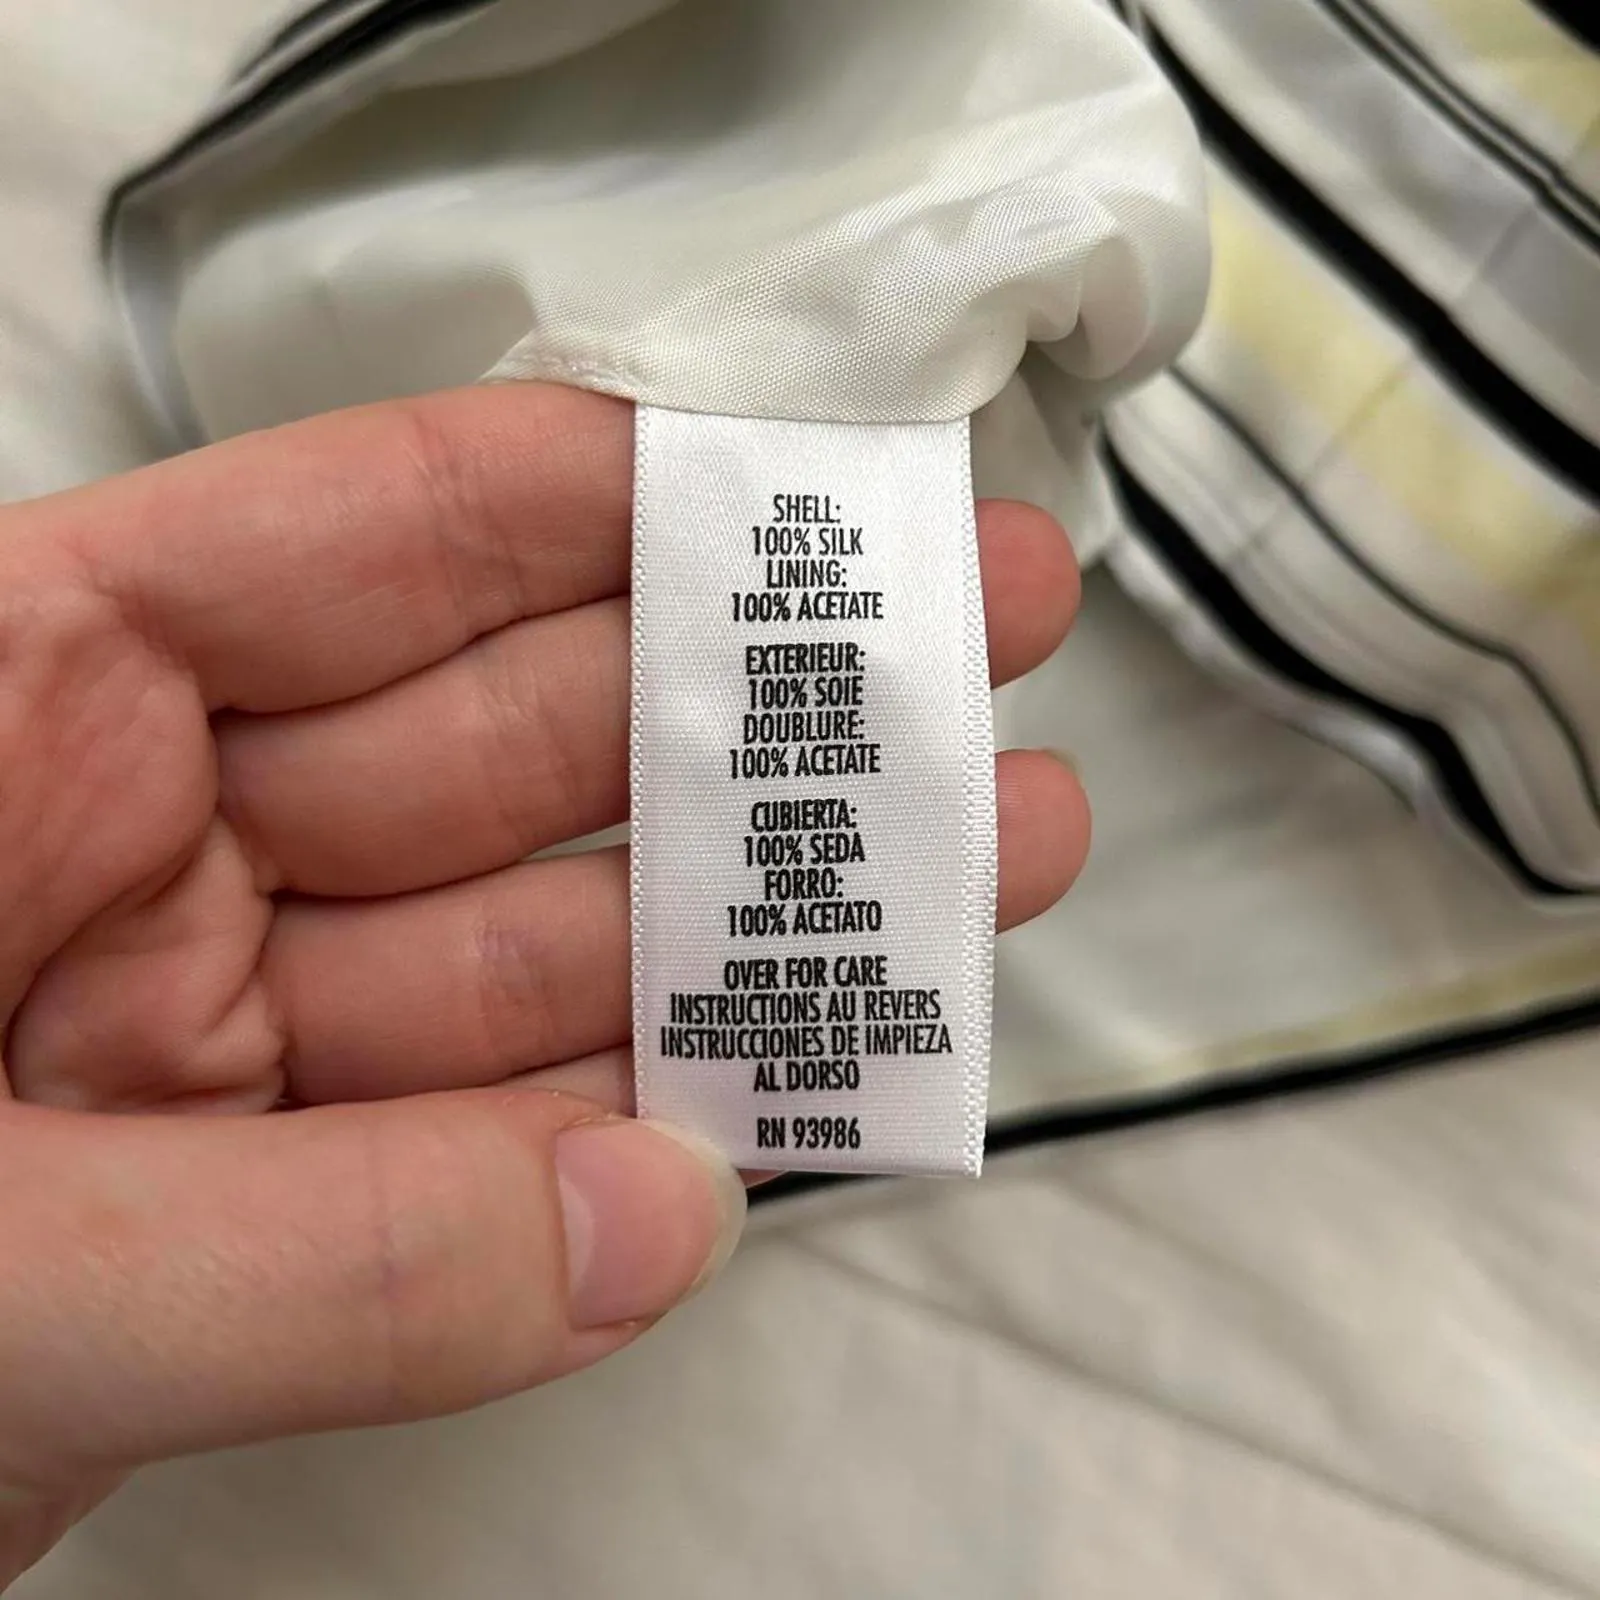 SHELL:
100% SILK
LINING:
100% ACETATE
EXTERIEUR:
100% SOIE
DOUBLURE:
100% ACETATE
CUBIERTA:
100% SEDA
FORRO:
100% ACETATO
OVER FOR CARE
INSTRUCTIONS AU REVERS
INSTRUCCIONES DE IMPIEZA
AL DORSO
RN 93986